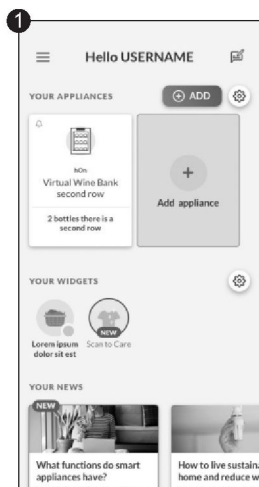 1
Hello USERNAME
YOUR APPLIANCES
ADD
hOn
Virtual Wine Bank
second row
2 bottles there is a
second row
Add appliance
YOUR WIDGETS
NEW
Lorem ipsum
dolor sit est
Scan to Care
YOUR NEWS
NEW
What functions do smart
appliances have?
How to live sustaina
home and reduce w